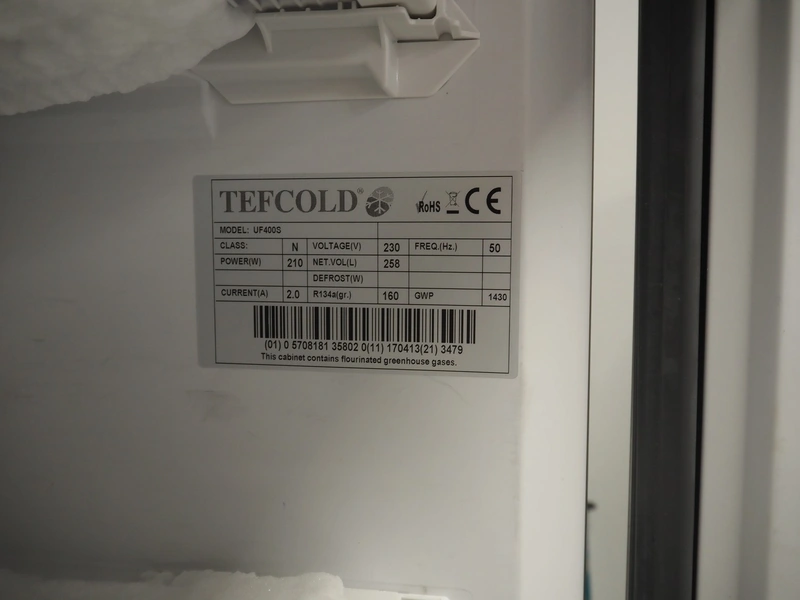 TEFCOLD® RoHS CE
MODEL: UF400S
CLASS: N VOLTAGE(V) 230 FREQ.(Hz.) 50
POWER(W) 210 NET.VOL(L) 258
DEFROST(W)
CURRENT(A) 2.0 R134a(gr.) 160 GWP 1430
(01) 0 5708181 35802 0(11) 170413(21) 3479
This cabinet contains flourinated greenhouse gases.